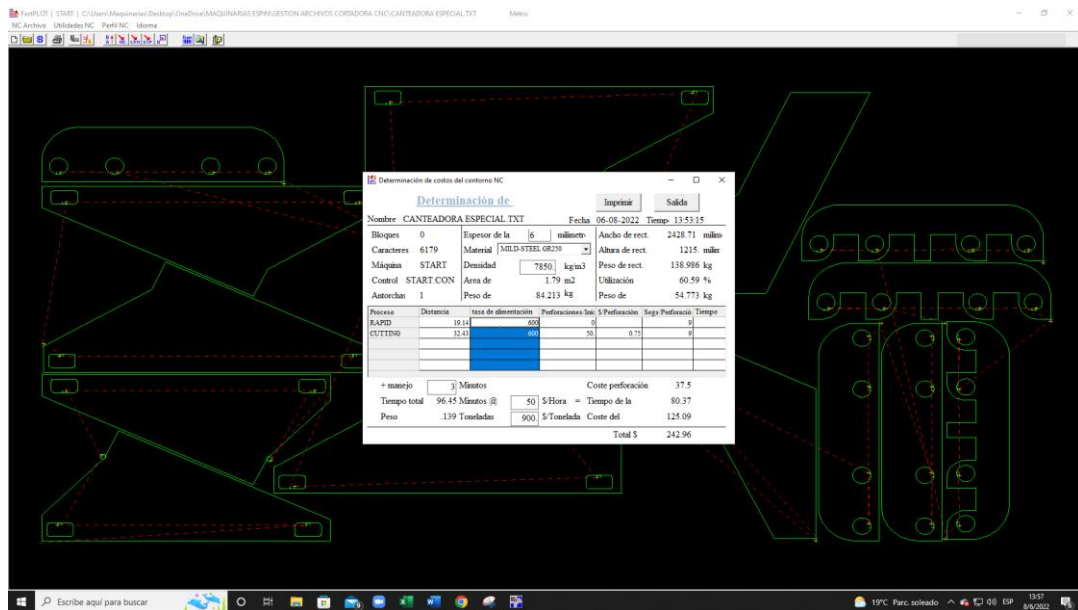 FastPLOT | START | C:\Users\Maquinarias\Desktop\OneDrive\MAQUINARIAS ESPIN\GESTION ARCHIVOS CORTADORA CNC\CANTEADORA ESPECIAL.TXT Métric
NC Archivo Utilidades NC Perfil NC Idioma
Determinación de costos del contorno NC
Determinación de Imprimir Salida
Nombre CANTEADORA ESPECIAL.TXT Fecha 06-08-2022 Tiemp 13:53:15
Bloques 0 Espesor de la 6 milimetr Ancho de rect. 2428.71 milim
Caracteres 6179 Material MILD-STEEL GR250 Altura de rect. 1215. milim
Máquina START Densidad 7850. kg/m3 Peso de rect. 138.986 kg
Control START.CON Area de 1.79 m2 Utilización 60.59 %
Antorchas 1 Peso de 84.213 kg Peso de 54.773 kg
Proceso Distancia tasa de alimentación Perforaciones/Inic $/Perforación Segs/Perforació Tiempo
RAPID 19.14 600 0 9
CUTTING 32.43 600 50. 0.75 9
+ manejo 3 Minutos Coste perforación 37.5
Tiempo total 96.45 Minutos @ 50 $/Hora = Tiempo de la 80.37
Peso .139 Toneladas 900. $/Tonelada Coste del 125.09
Total $ 242.96
Escribe aquí para buscar 19°C Parc. soleado ESP 13:57
8/6/2022